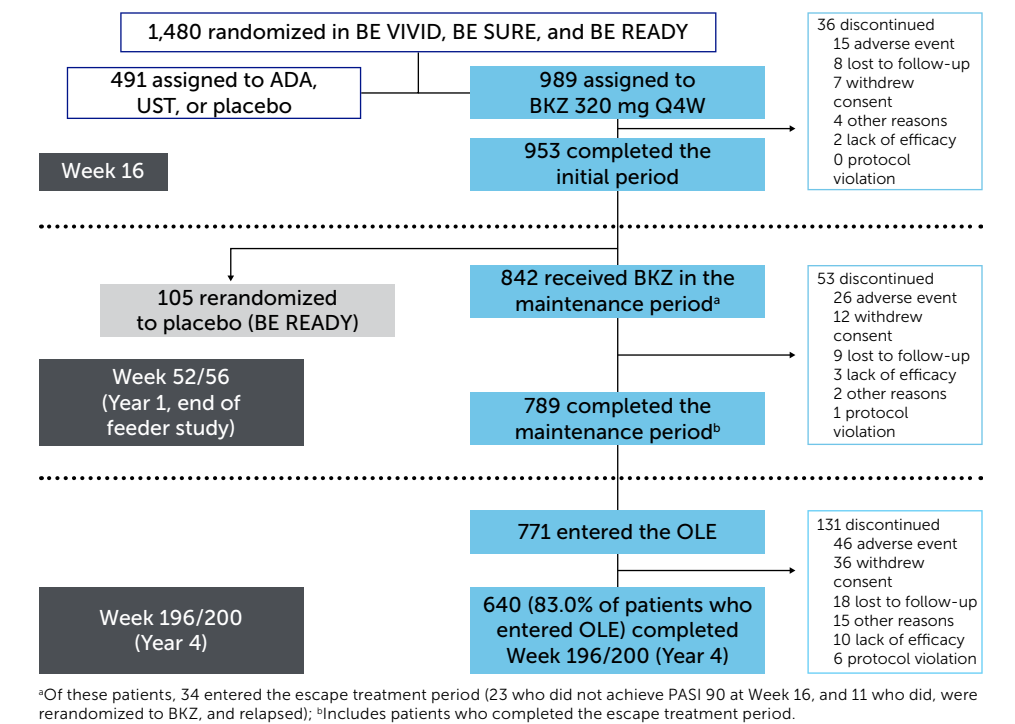 1,480 randomized in BE VIVID, BE SURE, and BE READY
491 assigned to ADA,
UST, or placebo
989 assigned to
BKZ 320 mg Q4W
36 discontinued
15 adverse event
8 lost to follow-up
7 withdrew
consent
4 other reasons
2 lack of efficacy
0 protocol
violation
Week 16
953 completed the
initial period
105 rerandomized
to placebo (BE READY)
842 received BKZ in the
maintenance periodᵃ
53 discontinued
26 adverse event
12 withdrew
consent
9 lost to follow-up
3 lack of efficacy
2 other reasons
1 protocol
violation
Week 52/56
(Year 1, end of
feeder study)
789 completed the
maintenance periodᵇ
771 entered the OLE
131 discontinued
46 adverse event
36 withdrew
consent
18 lost to follow-up
15 other reasons
10 lack of efficacy
6 protocol violation
Week 196/200
(Year 4)
640 (83.0% of patients who
entered OLE) completed
Week 196/200 (Year 4)
ᵃOf these patients, 34 entered the escape treatment period (23 who did not achieve PASI 90 at Week 16, and 11 who did, were
rerandomized to BKZ, and relapsed); ᵇIncludes patients who completed the escape treatment period.